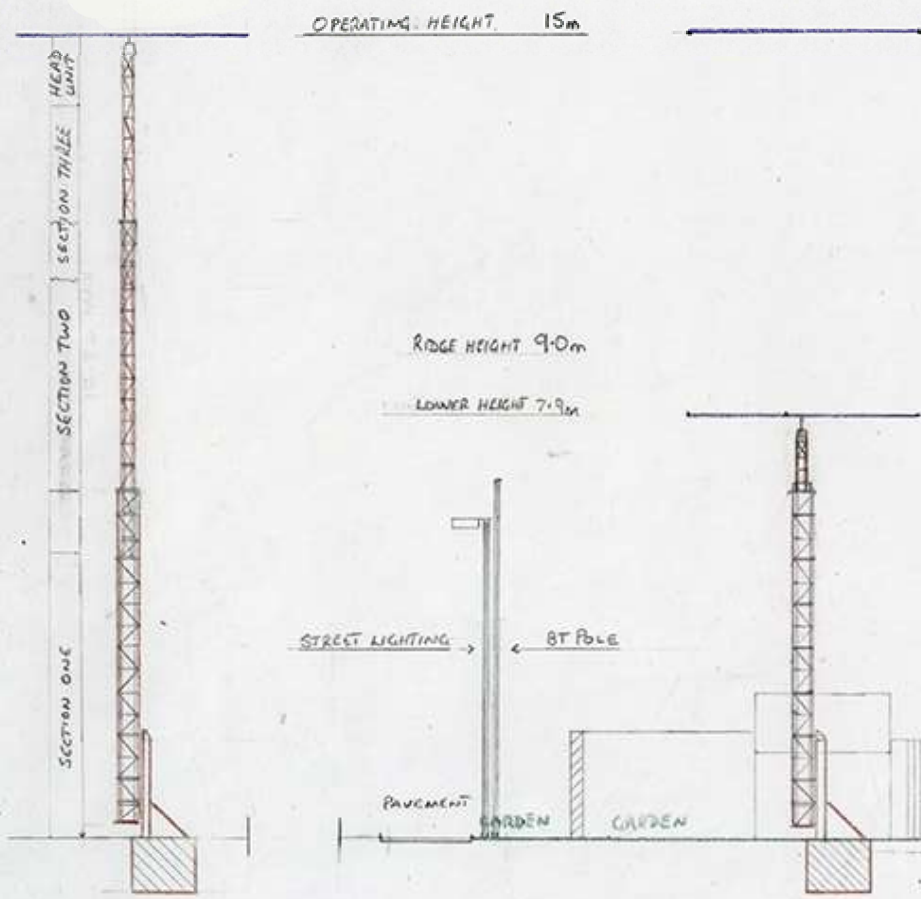 OPERATING HEIGHT 15m
HEAD
UNIT
SECTION THREE
SECTION TWO
SECTION ONE
RIDGE HEIGHT 9.0m
LOWER HEIGHT 7.9m
STREET LIGHTING
BT POLE
PAVEMENT
GARDEN
GARDEN